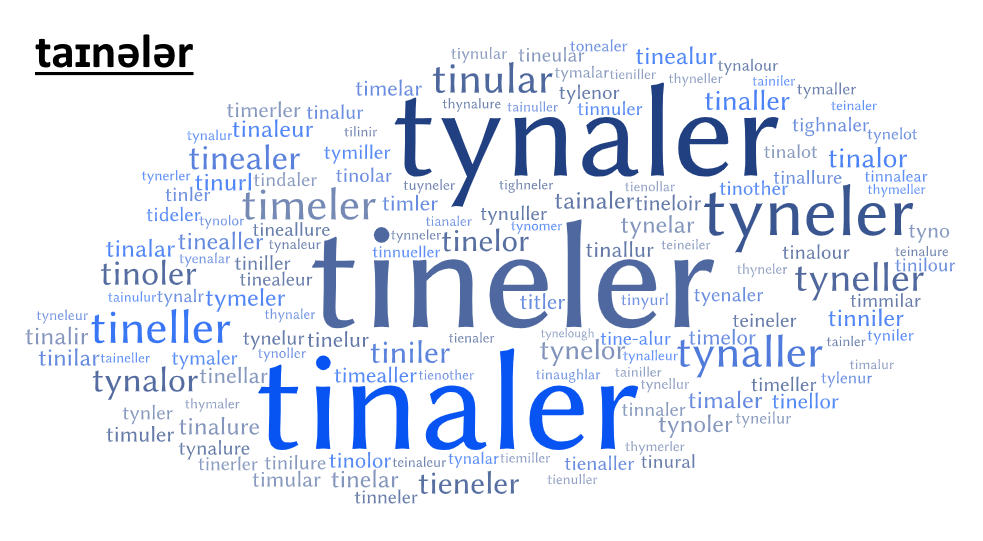 taɪnələr
tiynular tineular tonealer
tinealur tynalour
tinular tymalar tieniller thyneller tainiler
timelar tylenor tymaller
thynalure tainuller tinnuler tinaller teinaler
timerler tinalur
tynaler
tighnaler tynelot
tynalur tinaleur tilinir
tinealer tymiller tinalot tinalor
tynerler tinurl tindaler tinolar tuyneler tighneler tienollar tinother tinallure tinnalear
tinler timeler timler tainaler tineloir tyneler thymeller
tideler tynolor tianaler tynuller tynomer tynelar tyno
tineallure
tinalar tineallar tynaleur tynneler tinelor tinallur teineiler tinalour teinalure
tinnueller
tyenalar tiniller tineler thyneler tinilour
tinoler tinealeur tyneller
tainulur tynalr tymeler titler tinyurl tyenaler timmilar
tyneleur thynaler teineler tinniler
tinalir tineller tynelur tinelur tienaler tynelough tine-alur timelor tainler tyniler
tinilar taineller tymaler tynoller tiniler tynelor tynalleur tynaller timalur
tynalor tinellar timealler tienother tinaughlar tainiller tynellur timeller tylenur
thymaler tinaler timaler tinellor
tynler tinnaler tyneilur
timuler tinalure tynoler
tynalure thymerler
tinerler tinilure tinolor teinaleur tynalar tiemiller tienaller tinural
timular tinelar tieneler tienuller
tinneler